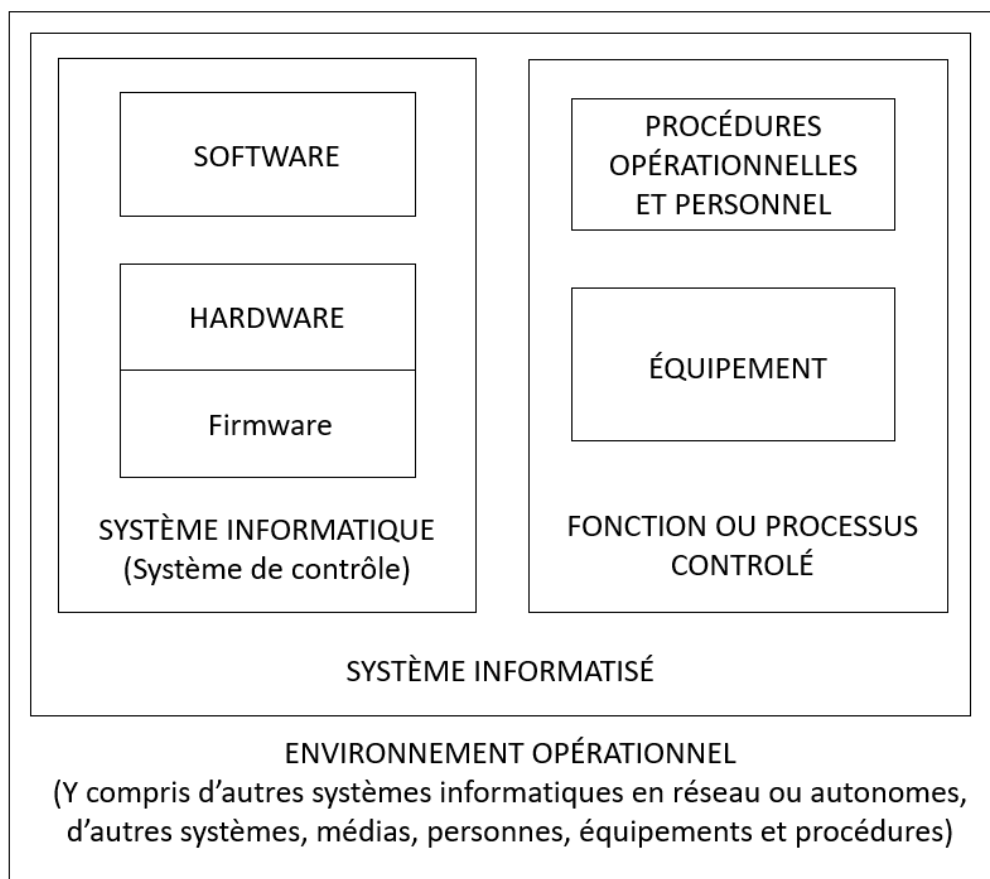 SOFTWARE
HARDWARE
Firmware
SYSTÈME INFORMATIQUE
(Système de contrôle)
PROCÉDURES
OPÉRATIONNELLES
ET PERSONNEL
ÉQUIPEMENT
FONCTION OU PROCESSUS
CONTROLÉ
SYSTÈME INFORMATISÉ
ENVIRONNEMENT OPÉRATIONNEL
(Y compris d’autres systèmes informatiques en réseau ou autonomes,
d’autres systèmes, médias, personnes, équipements et procédures)